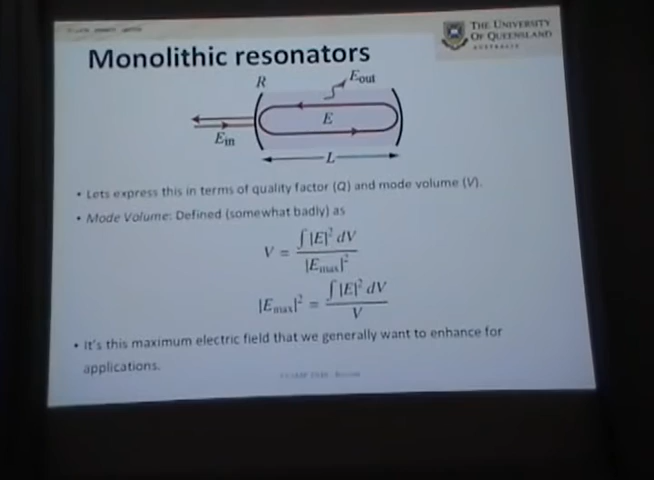 THE UNIVERSITY
OF QUEENSLAND
AUSTRALIA
Monolithic resonators
R
E_out
E
E_in
L
• Lets express this in terms of quality factor (Q) and mode volume (V).
• Mode Volume: Defined (somewhat badly) as
V = ∫|E|² dV / |E_max|²
|E_max|² = ∫|E|² dV / V
• It's this maximum electric field that we generally want to enhance for
applications.